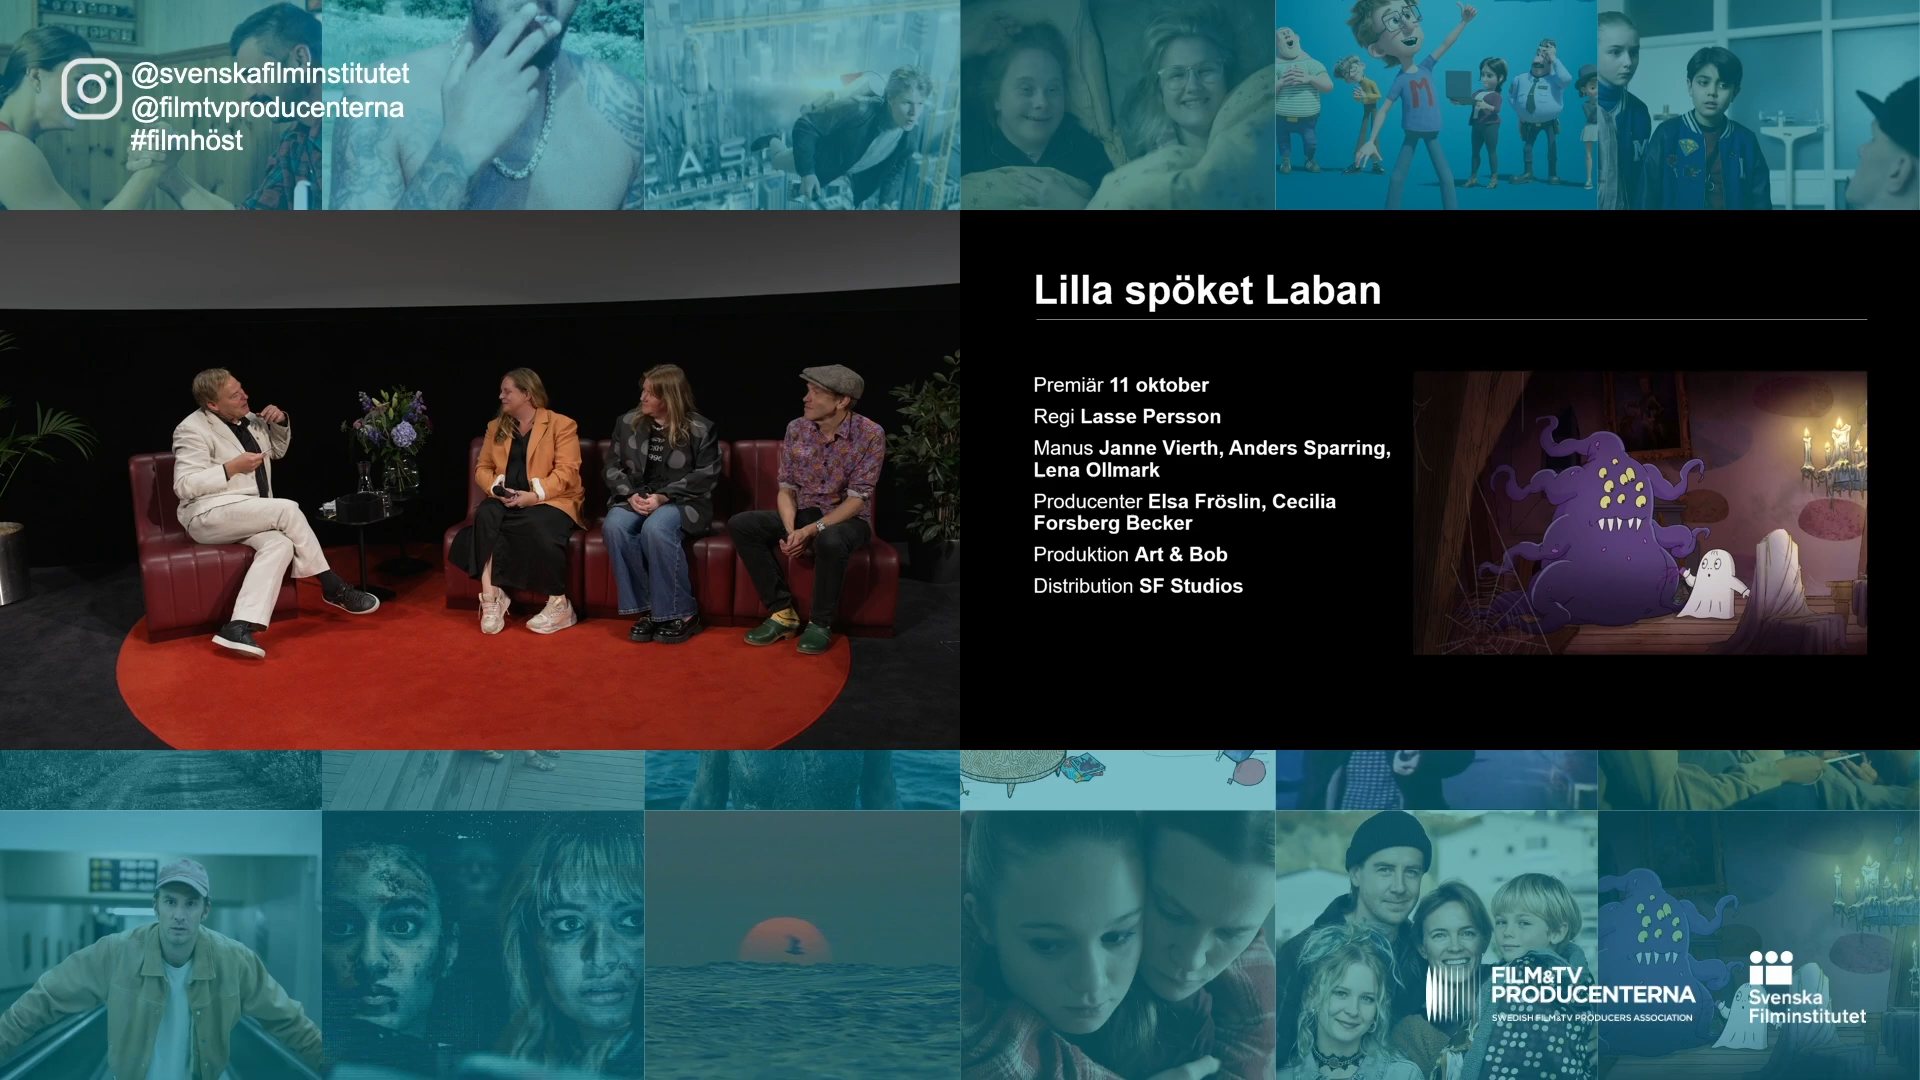 @svenskafilminstitutet
@filmtvproducenterna
#filmhöst
M
M
Lilla spöket Laban
Premiär 11 oktober
Regi Lasse Persson
Manus Janne Vierth, Anders Sparring,
Lena Ollmark
Producenter Elsa Fröslin, Cecilia
Forsberg Becker
Produktion Art & Bob
Distribution SF Studios
FILM&TV
PRODUCENTERNA
SWEDISH FILM&TV PRODUCERS ASSOCIATION
Svenska
Filminstitutet